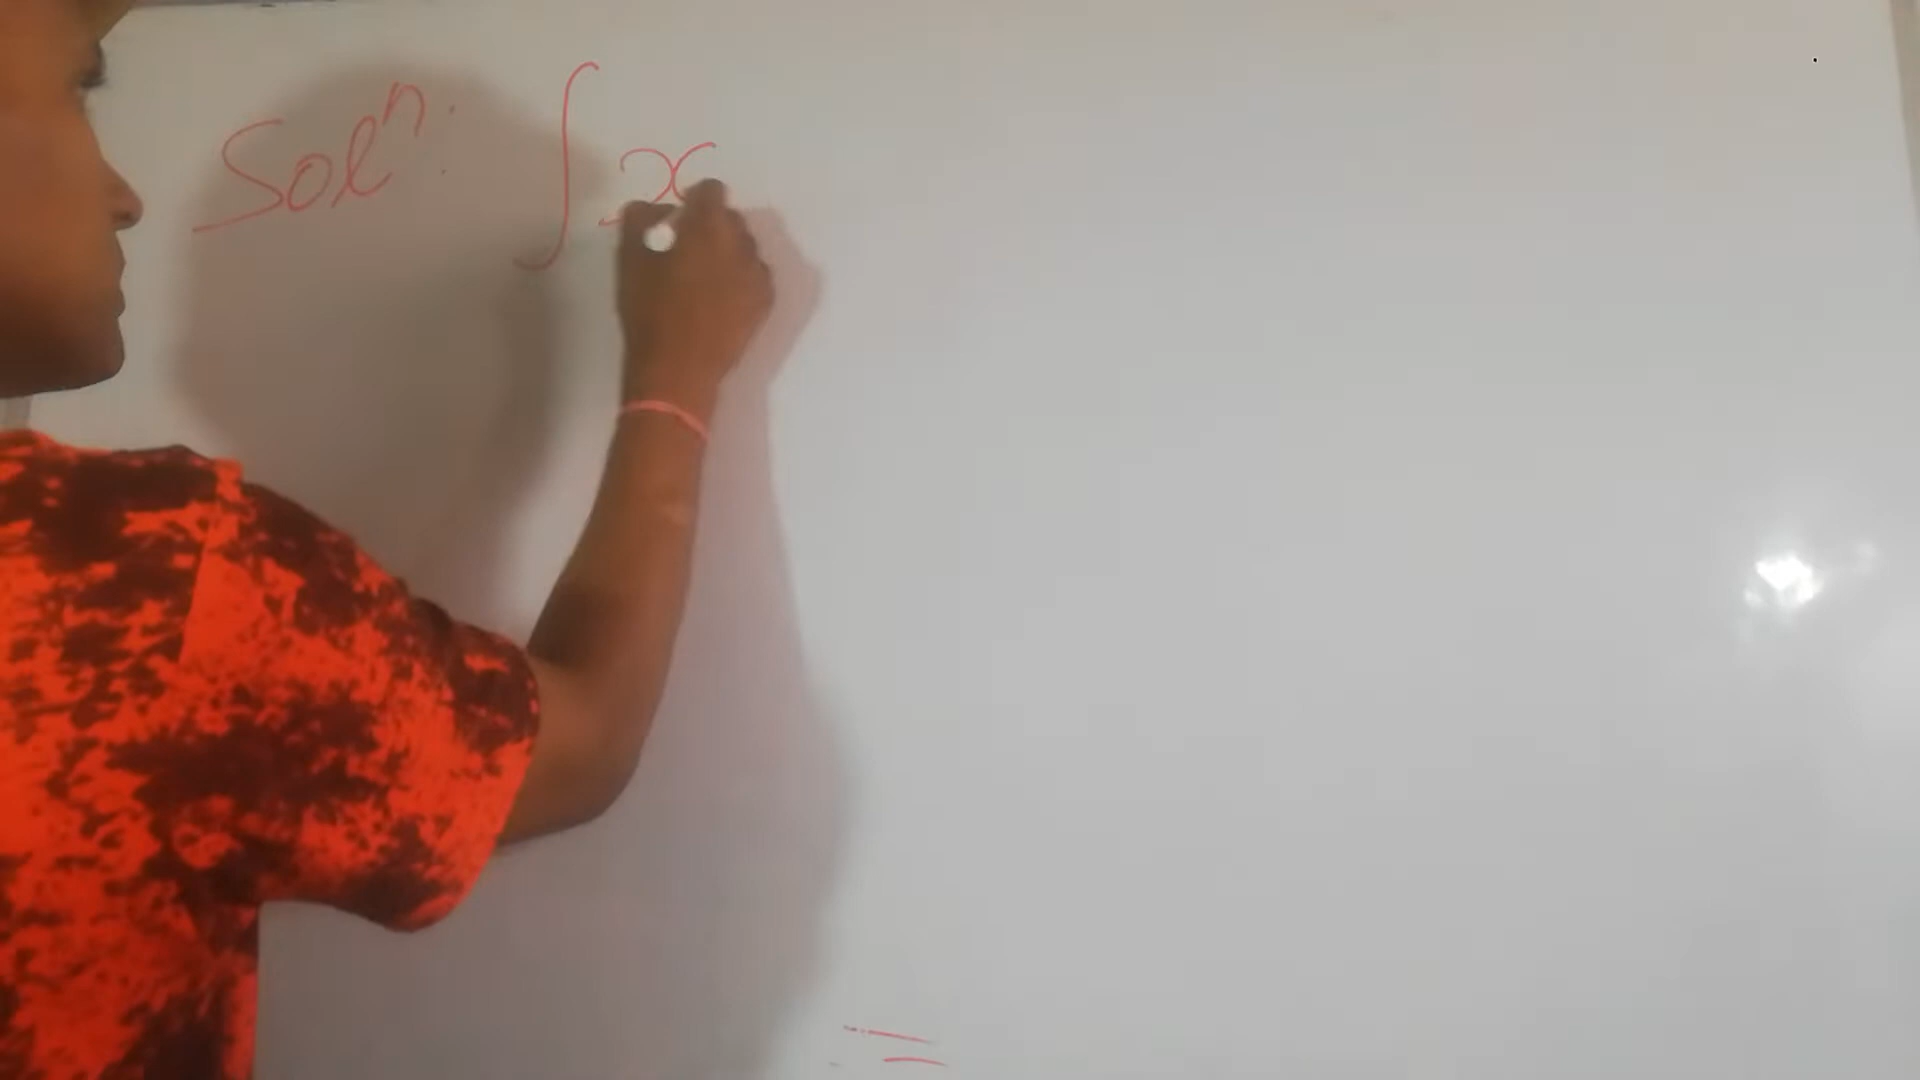 Solⁿ: ∫ x
=